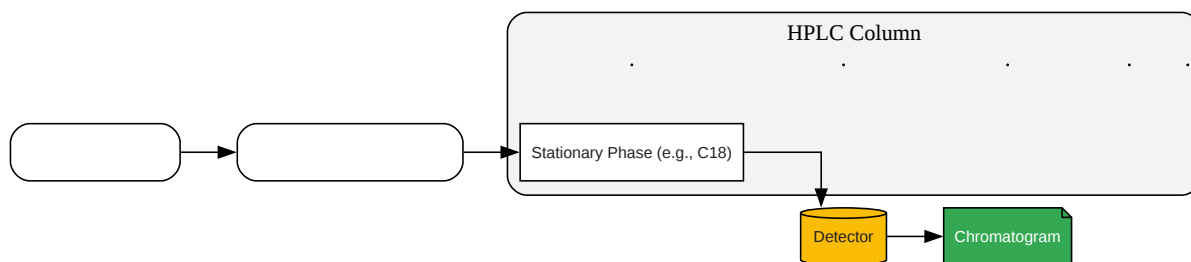 HPLC Column
Stationary Phase (e.g., C18)
Detector
Chromatogram